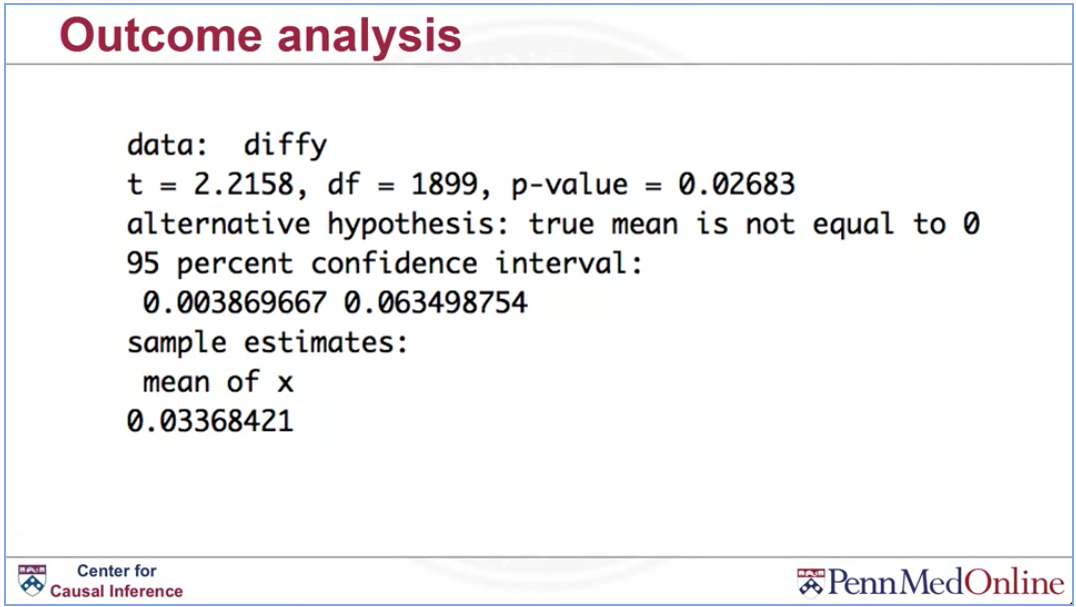 Outcome analysis
data:  diffy
t = 2.2158, df = 1899, p-value = 0.02683
alternative hypothesis: true mean is not equal to 0
95 percent confidence interval:
 0.003869667 0.063498754
sample estimates:
 mean of x
0.03368421
Center for
Causal Inference
PennMedOnline